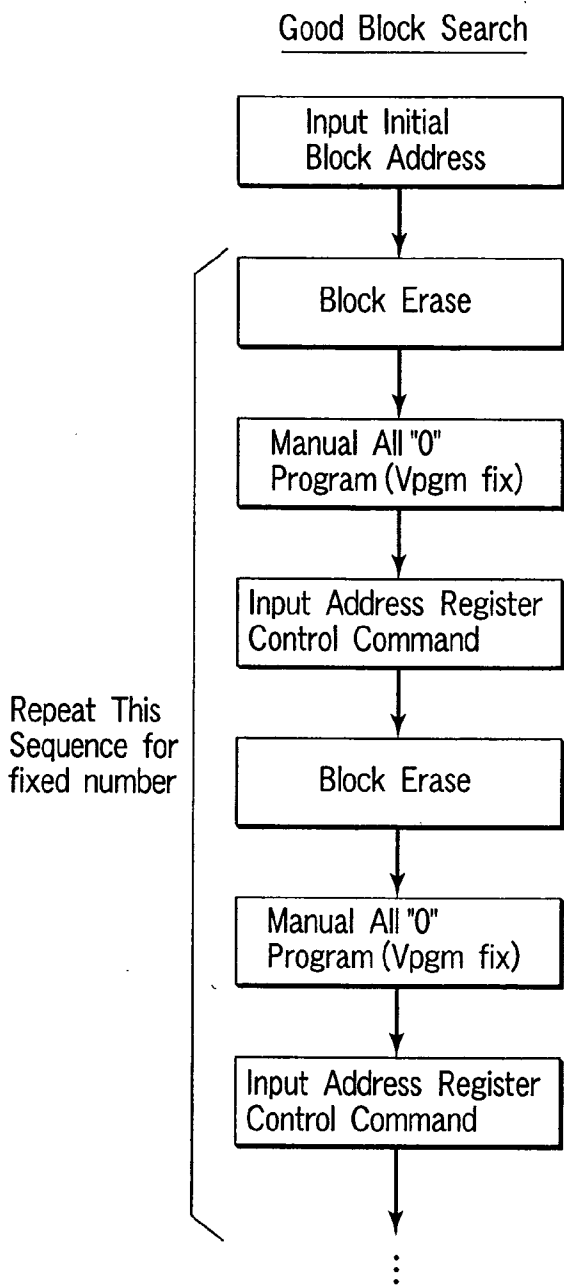 Good Block Search
Input Initial
Block Address
Block Erase
Manual All "0"
Program (Vpgm fix)
Input Address Register
Control Command
Repeat This
Sequence for
fixed number
Block Erase
Manual All "0"
Program (Vpgm fix)
Input Address Register
Control Command